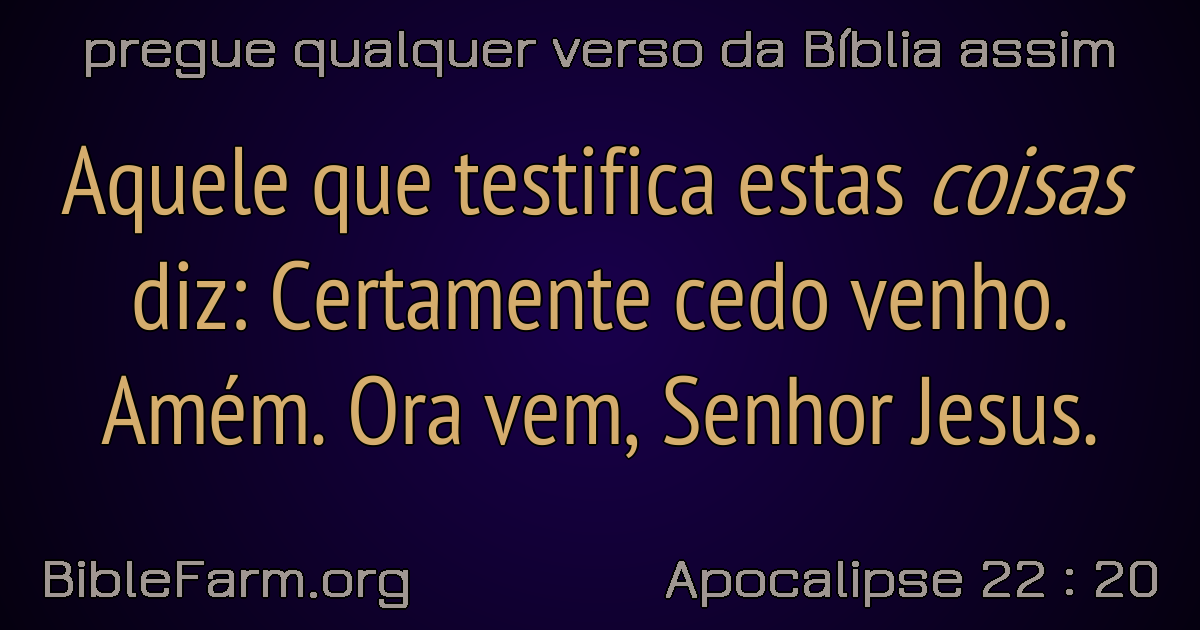 pregue qualquer verso da Bíblia assim
Aquele que testifica estas coisas
diz: Certamente cedo venho.
Amém. Ora vem, Senhor Jesus.
BibleFarm.org
Apocalipse 22 : 20